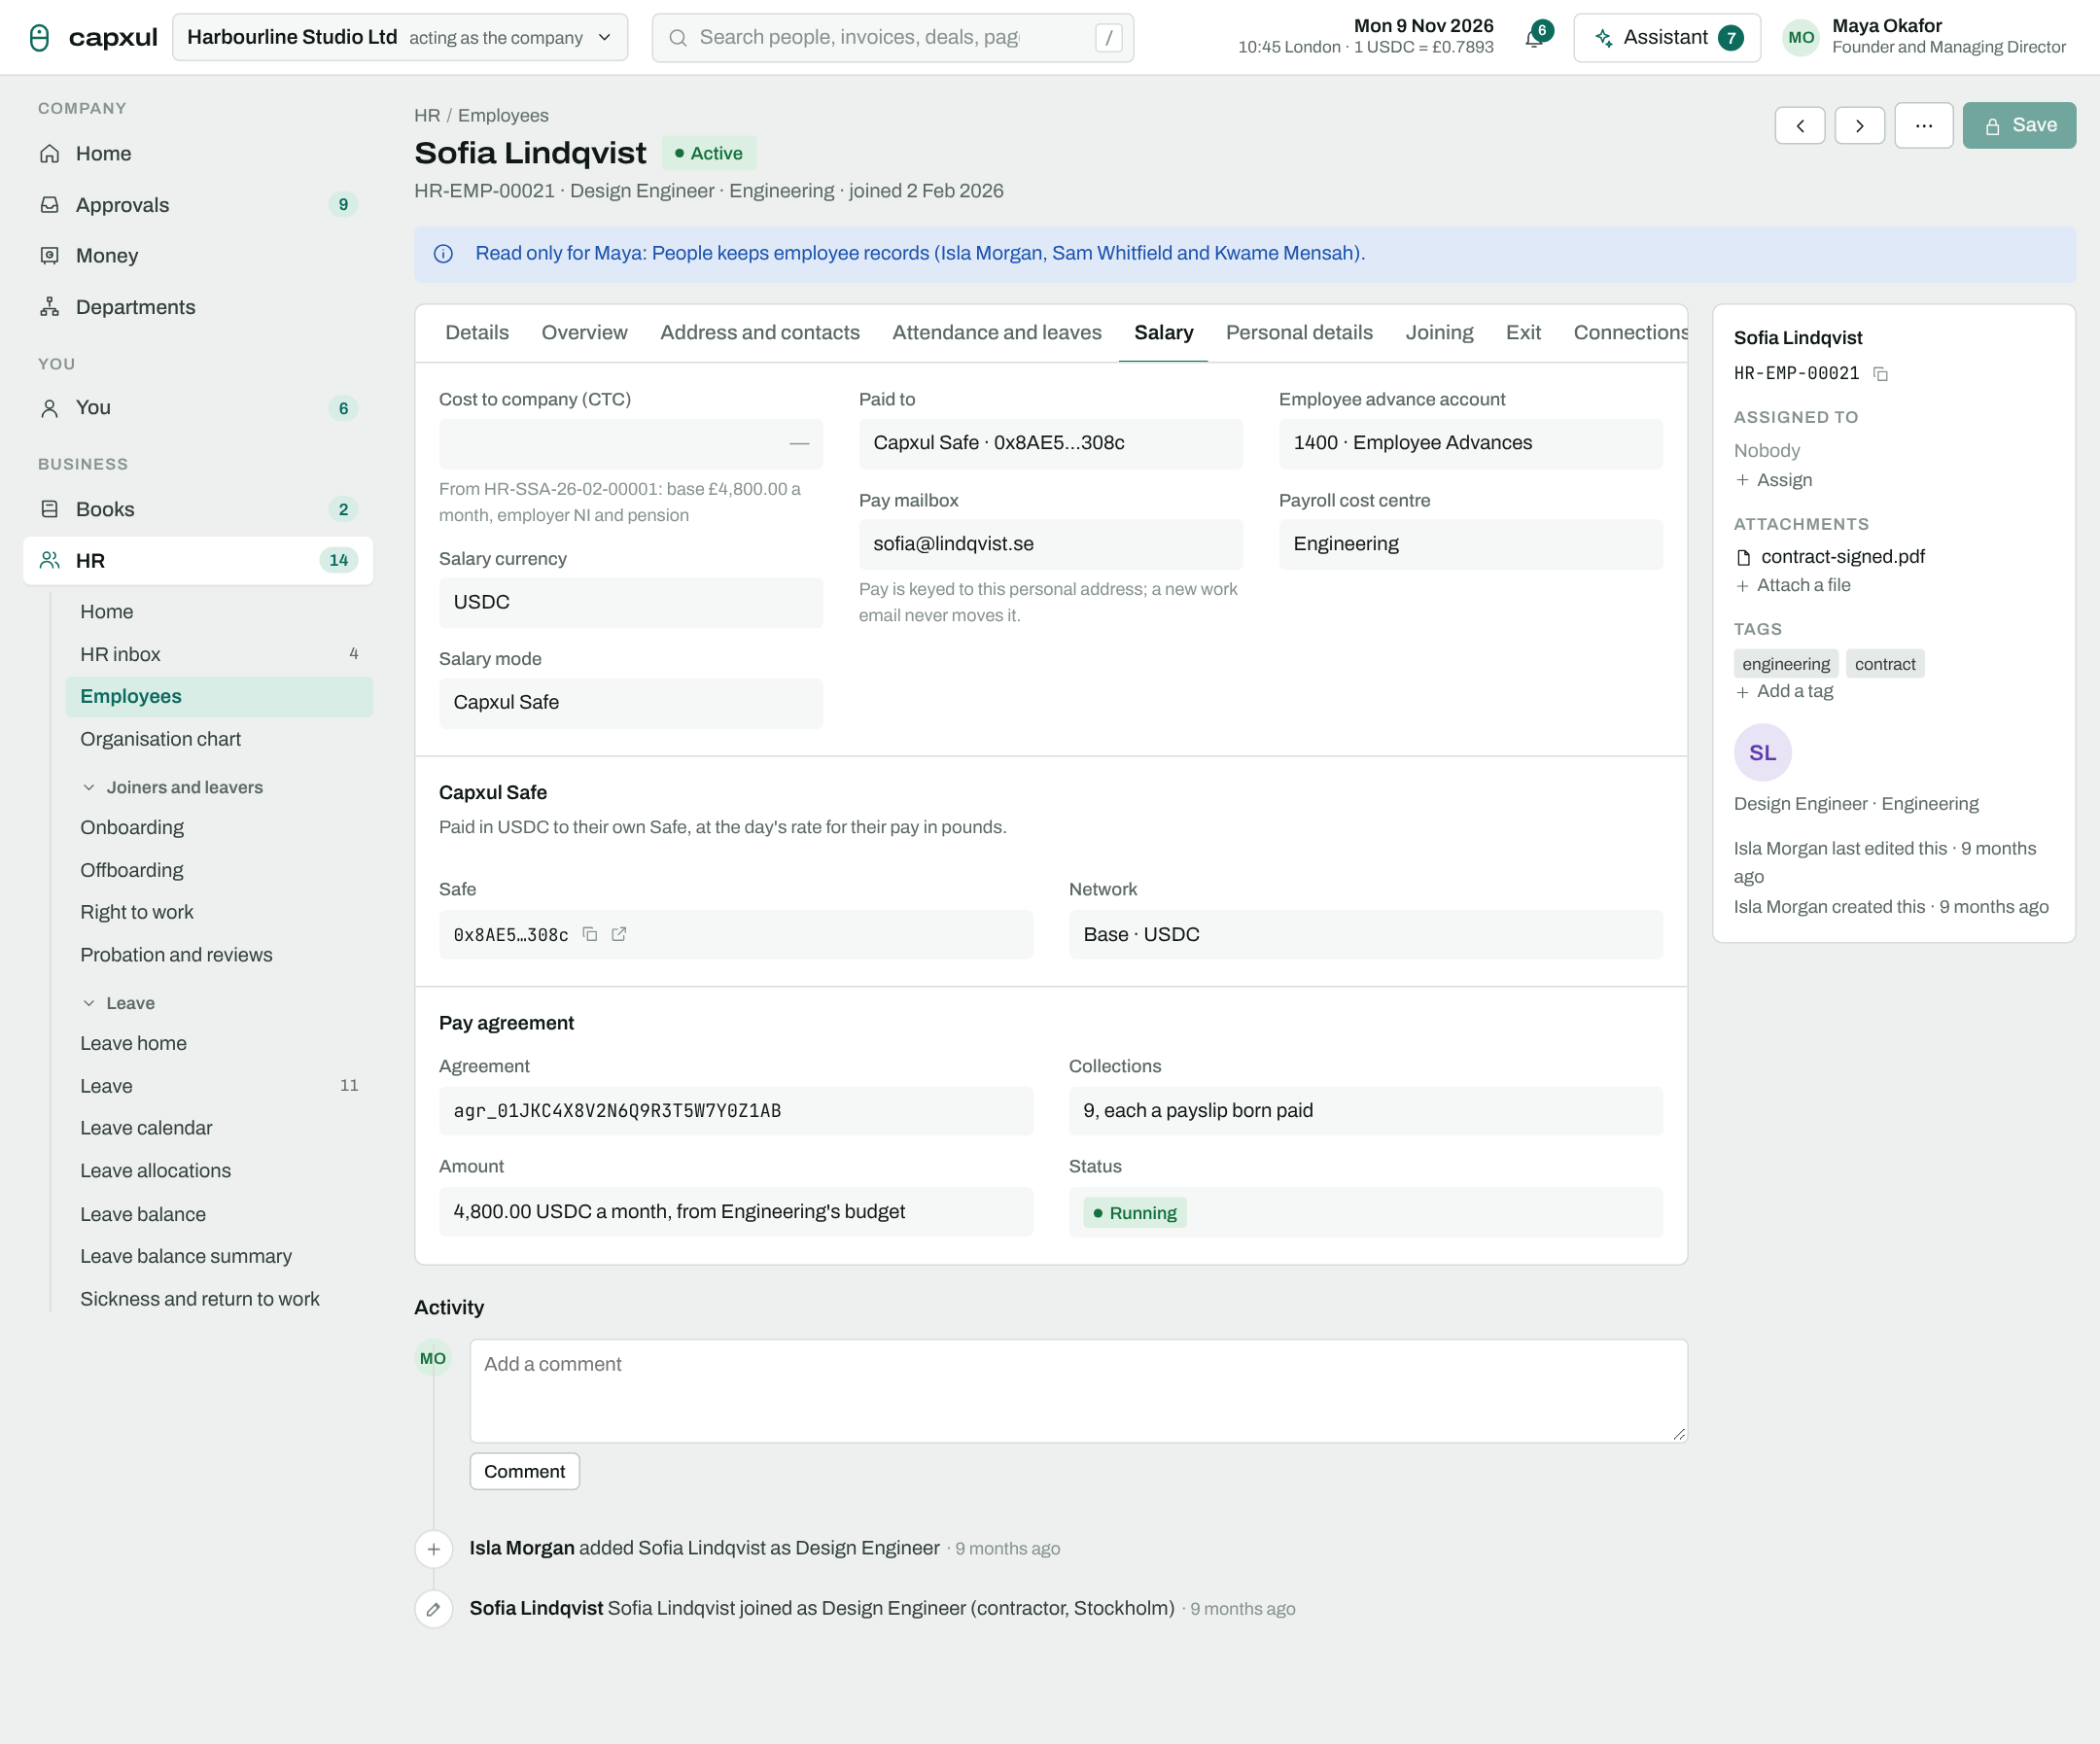 capxul
Harbourline Studio Ltd acting as the company
Search people, invoices, deals, pag
/
Mon 9 Nov 2026
10:45 London · 1 USDC = £0.7893
6
Assistant 7
MO
Maya Okafor
Founder and Managing Director
COMPANY
Home
Approvals 9
Money
Departments
YOU
You 6
BUSINESS
Books 2
HR 14
Home
HR inbox 4
Employees
Organisation chart
Joiners and leavers
Onboarding
Offboarding
Right to work
Probation and reviews
Leave
Leave home
Leave 11
Leave calendar
Leave allocations
Leave balance
Leave balance summary
Sickness and return to work
HR / Employees
Sofia Lindqvist Active
HR-EMP-00021 · Design Engineer · Engineering · joined 2 Feb 2026
Save
Read only for Maya: People keeps employee records (Isla Morgan, Sam Whitfield and Kwame Mensah).
Details Overview Address and contacts Attendance and leaves Salary Personal details Joining Exit Connections
Cost to company (CTC)
—
From HR-SSA-26-02-00001: base £4,800.00 a
month, employer NI and pension
Salary currency
USDC
Salary mode
Capxul Safe
Paid to
Capxul Safe · 0x8AE5…308c
Pay mailbox
sofia@lindqvist.se
Pay is keyed to this personal address; a new work
email never moves it.
Employee advance account
1400 · Employee Advances
Payroll cost centre
Engineering
Capxul Safe
Paid in USDC to their own Safe, at the day's rate for their pay in pounds.
Safe
0x8AE5…308c
Network
Base · USDC
Pay agreement
Agreement
agr_01JKC4X8V2N6Q9R3T5W7Y0Z1AB
Collections
9, each a payslip born paid
Amount
4,800.00 USDC a month, from Engineering's budget
Status
Running
Sofia Lindqvist
HR-EMP-00021
ASSIGNED TO
Nobody
+ Assign
ATTACHMENTS
contract-signed.pdf
+ Attach a file
TAGS
engineering contract
+ Add a tag
SL
Design Engineer · Engineering
Isla Morgan last edited this · 9 months
ago
Isla Morgan created this · 9 months ago
Activity
MO
Add a comment
Comment
Isla Morgan added Sofia Lindqvist as Design Engineer · 9 months ago
Sofia Lindqvist Sofia Lindqvist joined as Design Engineer (contractor, Stockholm) · 9 months ago